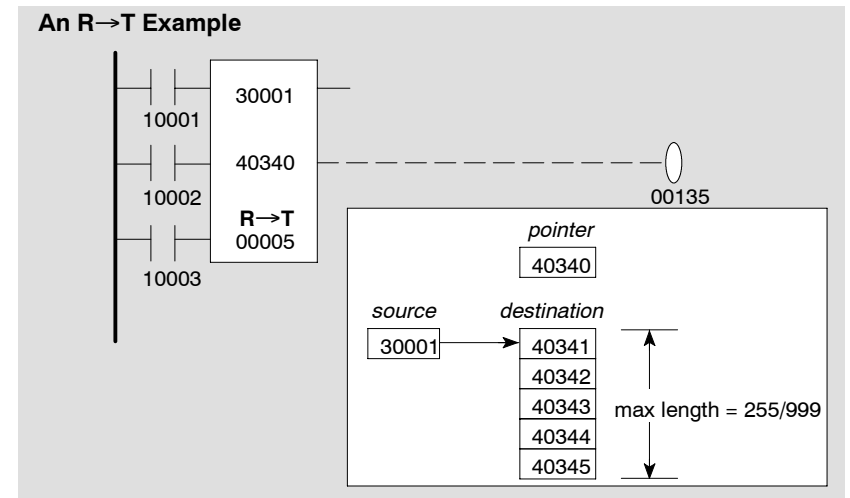 An R→T Example
30001
10001
40340
10002
00135
R→T
00005
10003
pointer
40340
source
destination
30001
40341
40342
40343
max length = 255/999
40344
40345